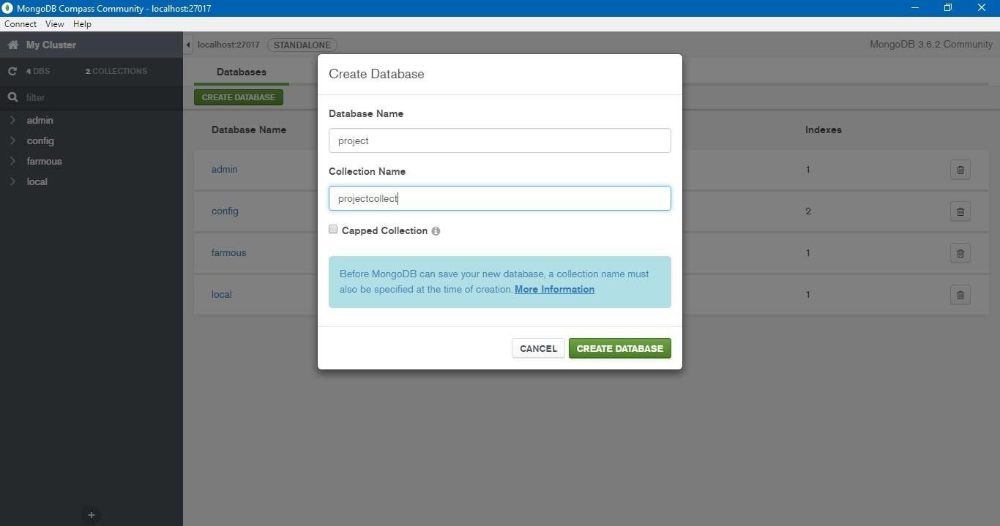 MongoDB Compass Community - localhost:27017
Connect View Help
My Cluster
localhost:27017 STANDALONE
MongoDB 3.6.2 Community
4 DBS 2 COLLECTIONS
filter
admin
config
farmous
local
Databases
CREATE DATABASE
Database Name
Indexes
admin 1
config 2
farmous 1
local 1
Create Database
Database Name
project
Collection Name
projectcollect
Capped Collection
Before MongoDB can save your new database, a collection name must
also be specified at the time of creation. More Information
CANCEL CREATE DATABASE